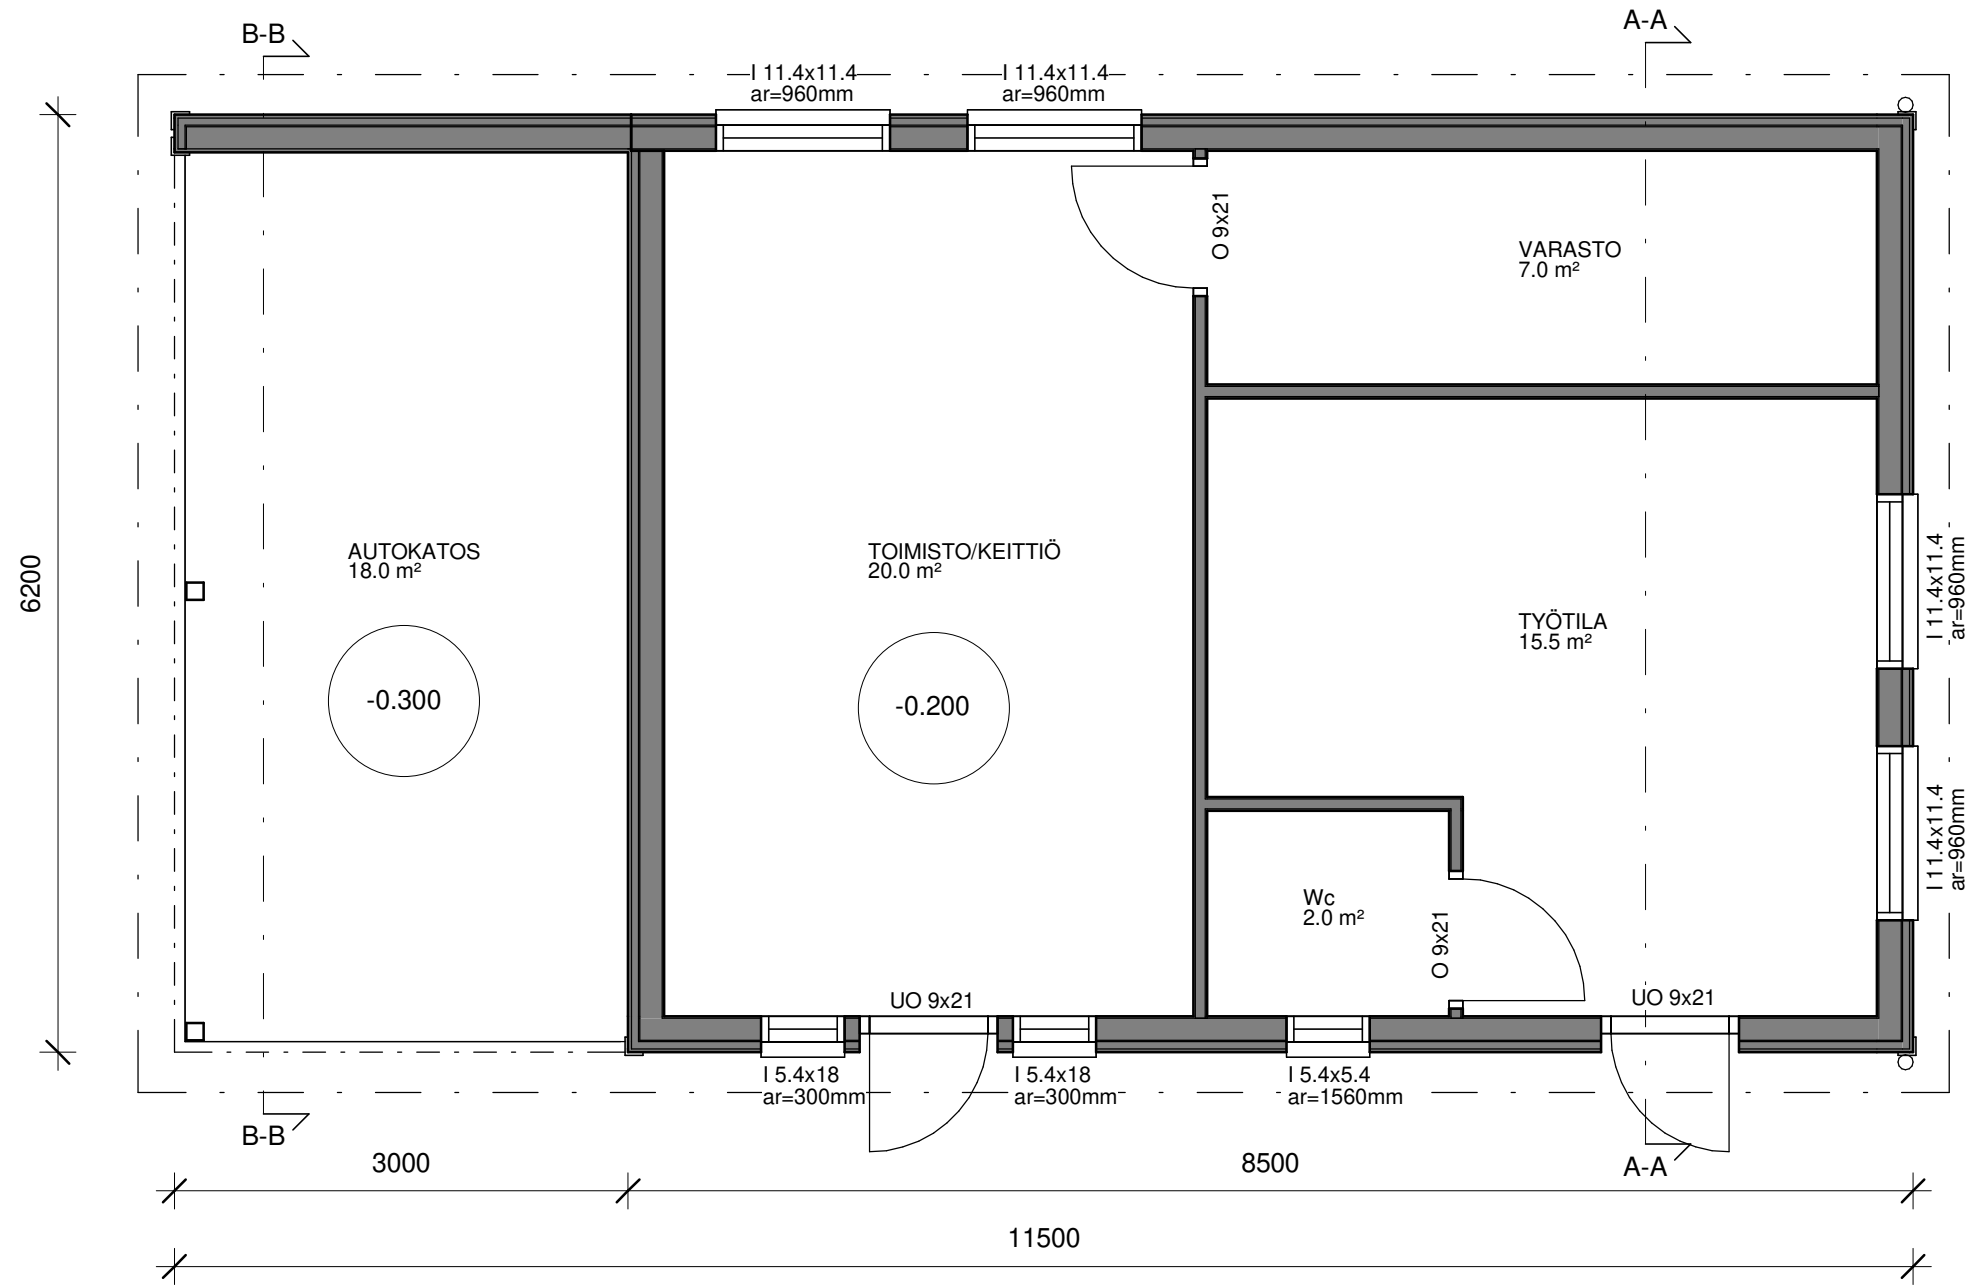 B-B
A-A
I 11.4x11.4
ar=960mm
I 11.4x11.4
ar=960mm
O 9x21
VARASTO
7.0 m²
6200
AUTOKATOS
18.0 m²
-0.300
TOIMISTO/KEITTIÖ
20.0 m²
-0.200
TYÖTILA
15.5 m²
I 11.4x11.4
ar=960mm
I 11.4x11.4
ar=960mm
Wc
2.0 m²
O 9x21
UO 9x21
UO 9x21
I 5.4x18
ar=300mm
I 5.4x18
ar=300mm
I 5.4x5.4
ar=1560mm
B-B
A-A
3000
8500
11500